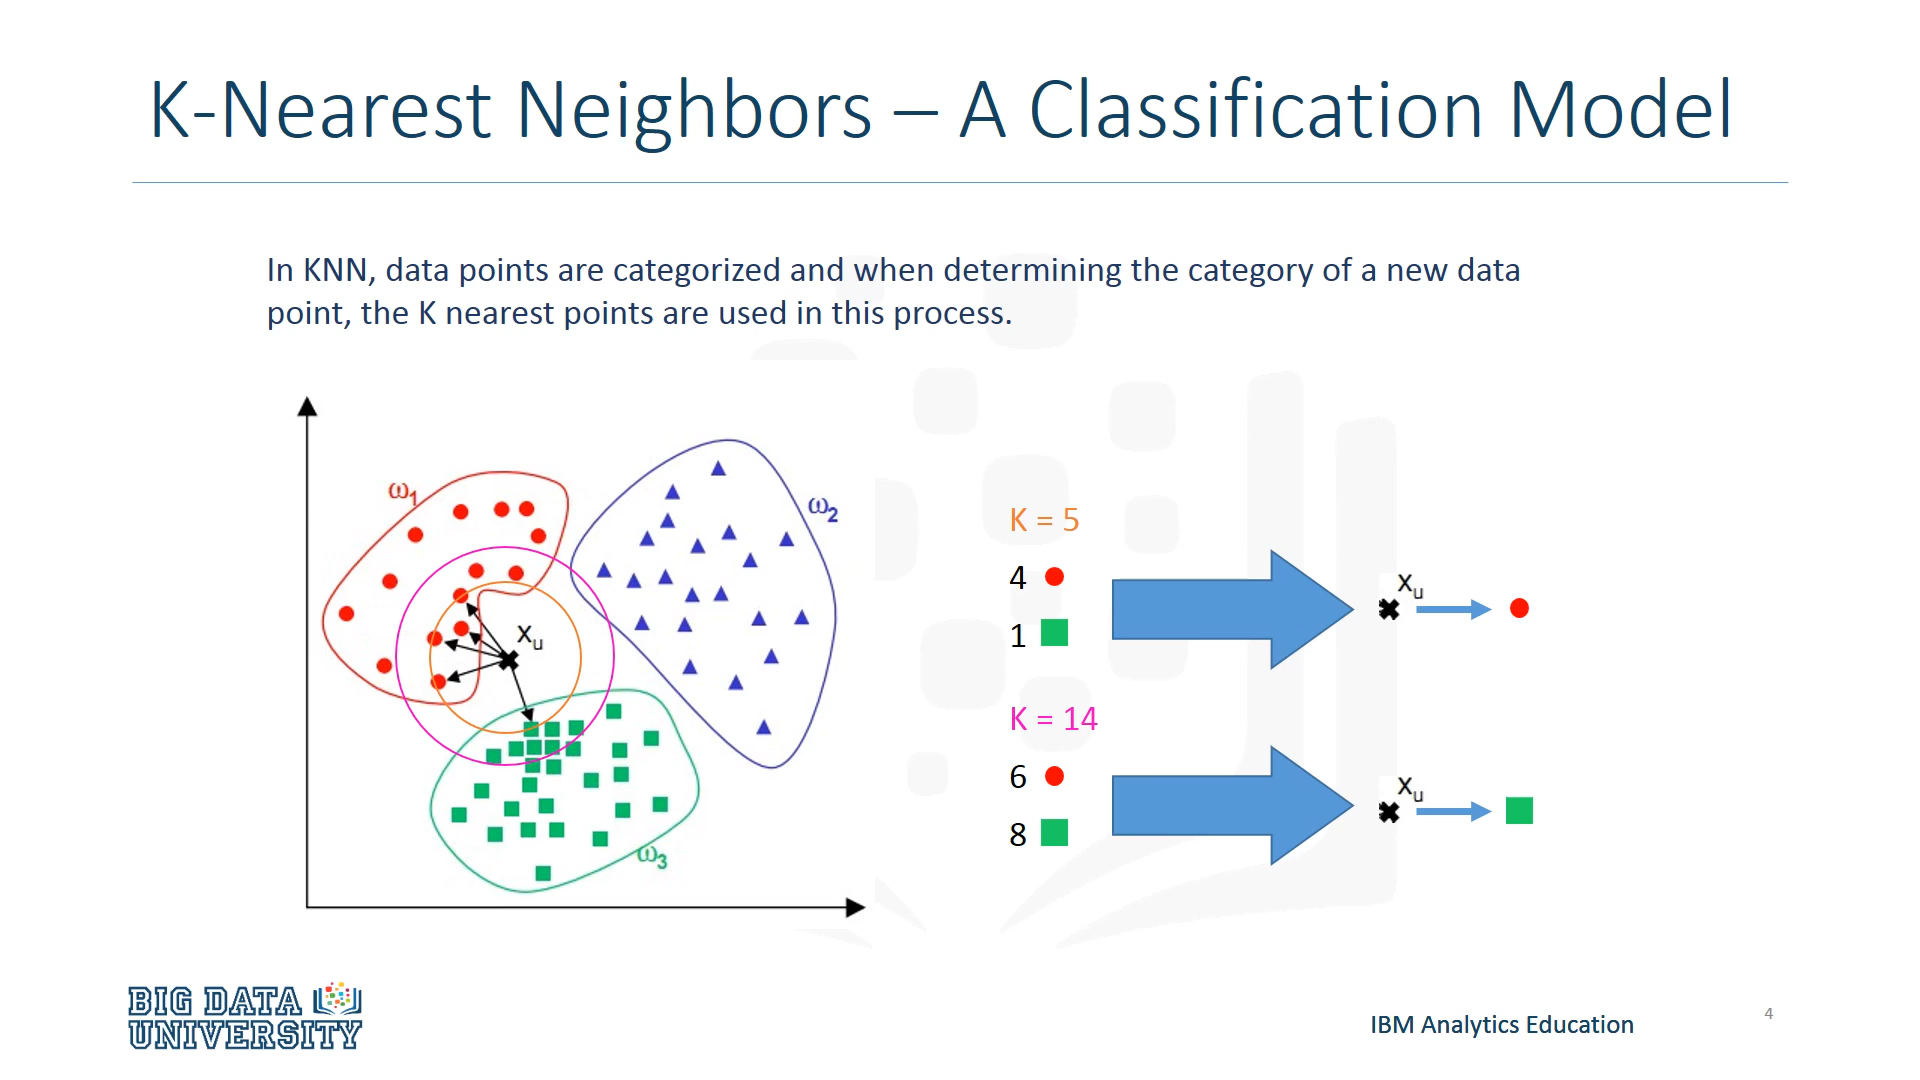 K-Nearest Neighbors – A Classification Model
In KNN, data points are categorized and when determining the category of a new data
point, the K nearest points are used in this process.
ω1
ω2
xu
ω3
K = 5
4
1
xu
K = 14
6
8
xu
BIG DATA
UNIVERSITY
IBM Analytics Education
4